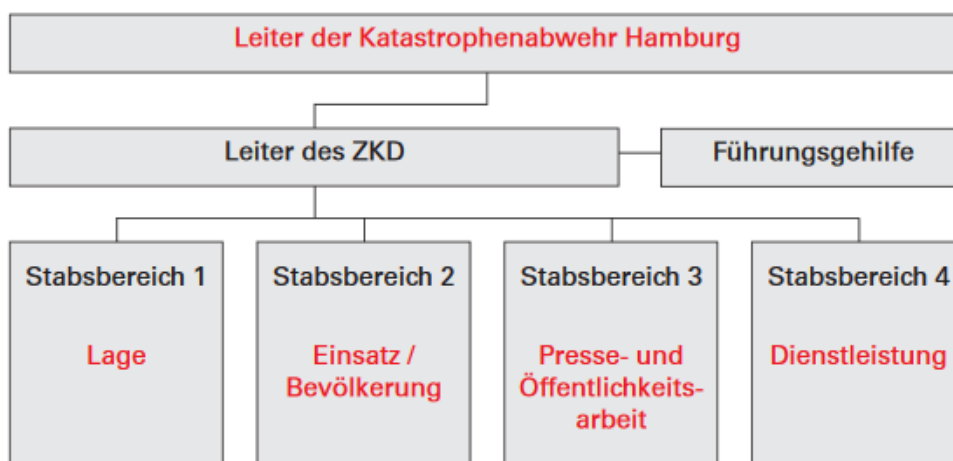 Leiter der Katastrophenabwehr Hamburg
Leiter des ZKD
Führungsgehilfe
Stabsbereich 1
Lage
Stabsbereich 2
Einsatz /
Bevölkerung
Stabsbereich 3
Presse- und
Öffentlichkeits-
arbeit
Stabsbereich 4
Dienstleistung